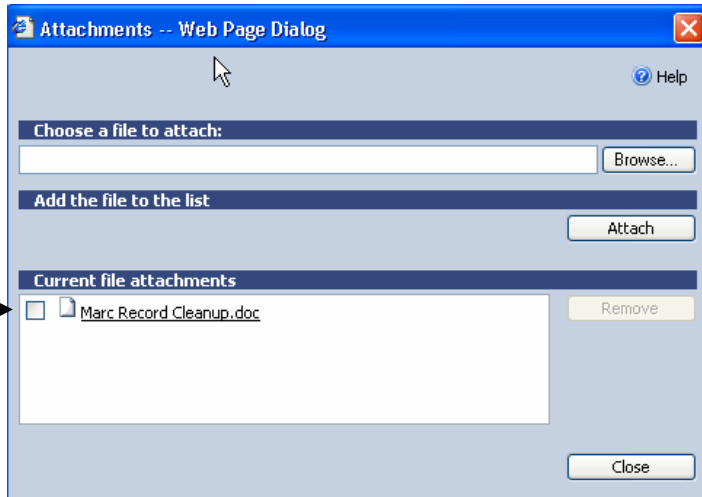 Attachments -- Web Page Dialog
Help
Choose a file to attach:
Browse...
Add the file to the list
Attach
Current file attachments
Marc Record Cleanup.doc
Remove
Close